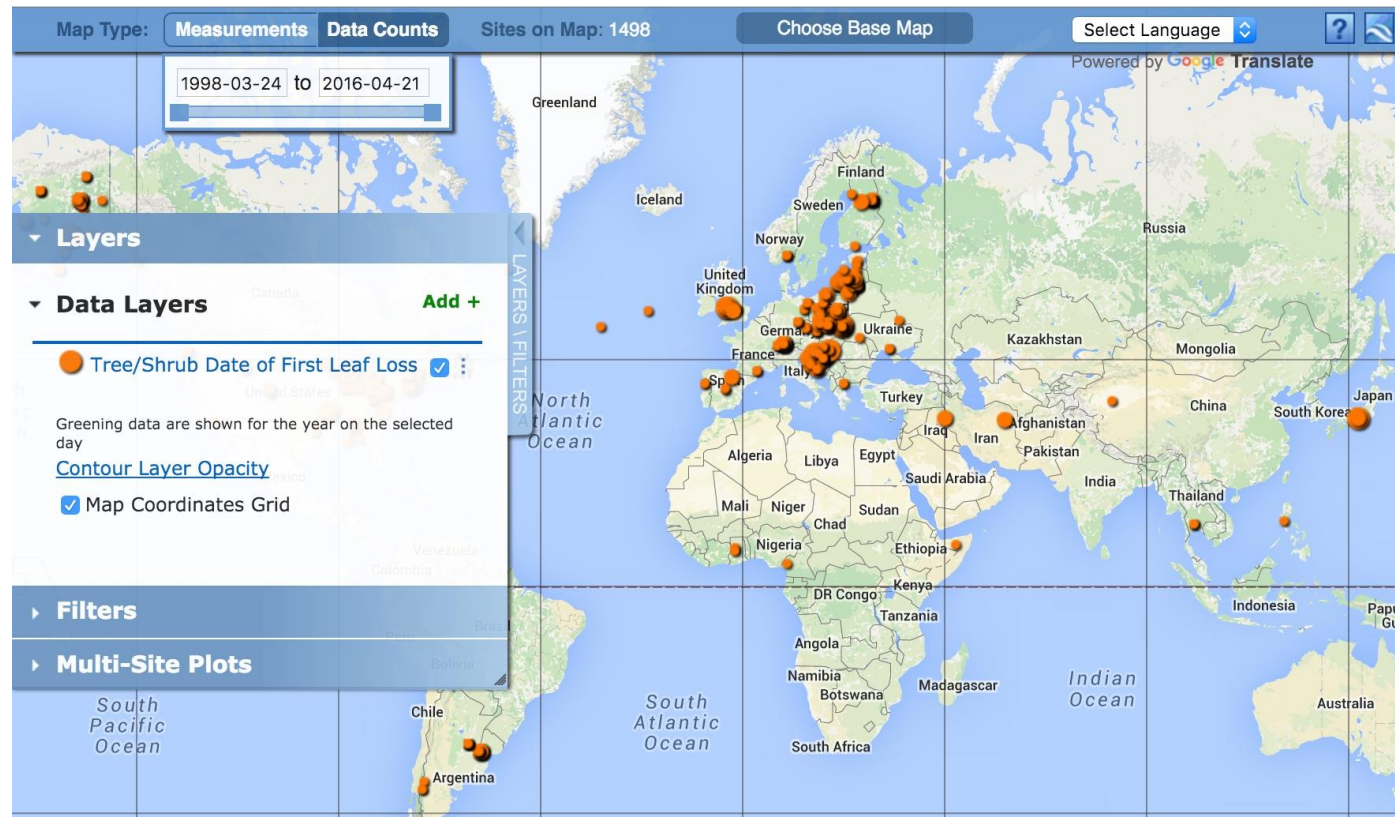 Map Type: Measurements Data Counts Sites on Map: 1498 Choose Base Map Select Language ?
Powered by Google Translate
1998-03-24 to 2016-04-21
Greenland
Finland
Iceland
Sweden
Russia
Norway
Layers
United
Kingdom
LAYERS \ FILTERS
Canada
Data Layers Add +
Ukraine
Kazakhstan
Mongolia
France
Tree/Shrub Date of First Leaf Loss
Italy
Turkey
North
Atlantic
Ocean
China
Japan
South Korea
Greening data are shown for the year on the selected
day
Iraq
Iran
Afghanistan
Pakistan
Algeria
Libya
Egypt
Saudi Arabia
India
Contour Layer Opacity
Map Coordinates Grid
Mali
Niger
Sudan
Chad
Thailand
Nigeria
Ethiopia
Venezuela
Colombia
Kenya
DR Congo
Tanzania
Indonesia
Filters
Angola
Multi-Site Plots
Bolivia
Namibia
Botswana
Madagascar
Indian
Ocean
South
Pacific
Ocean
Chile
South
Atlantic
Ocean
Australia
South Africa
Argentina